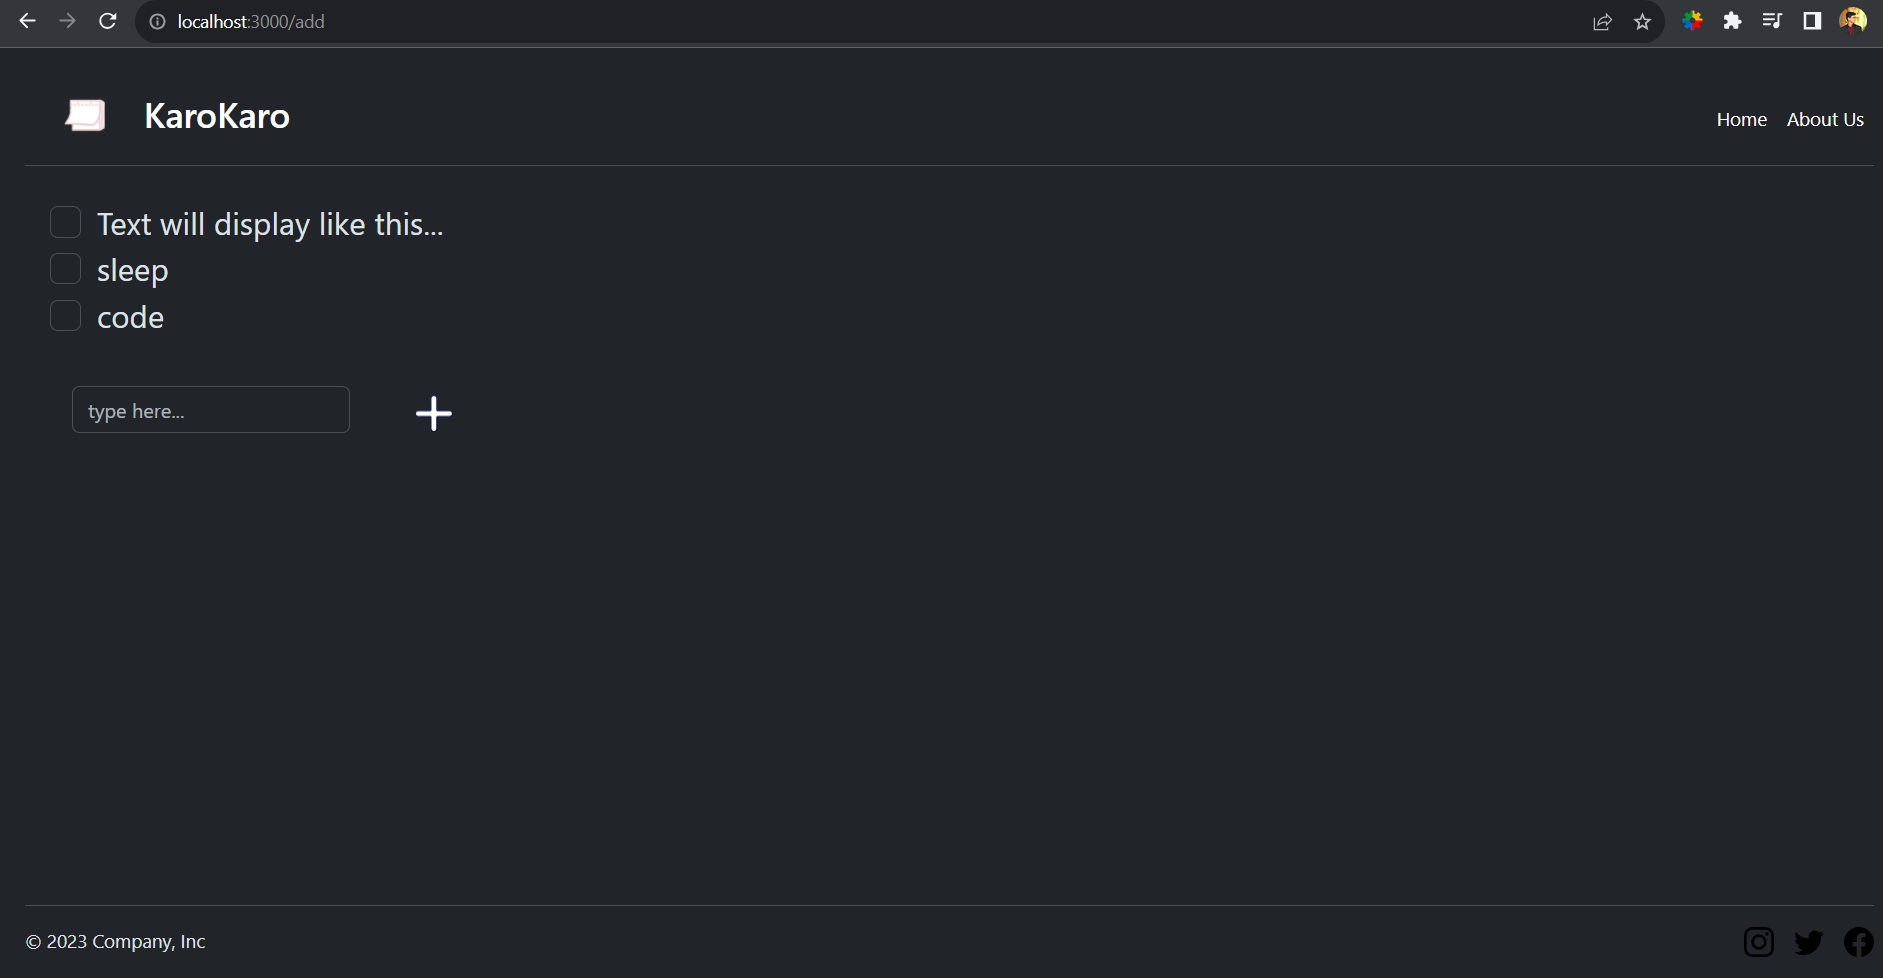 localhost:3000/add
KaroKaro
Home About Us
Text will display like this...
sleep
code
type here...
© 2023 Company, Inc